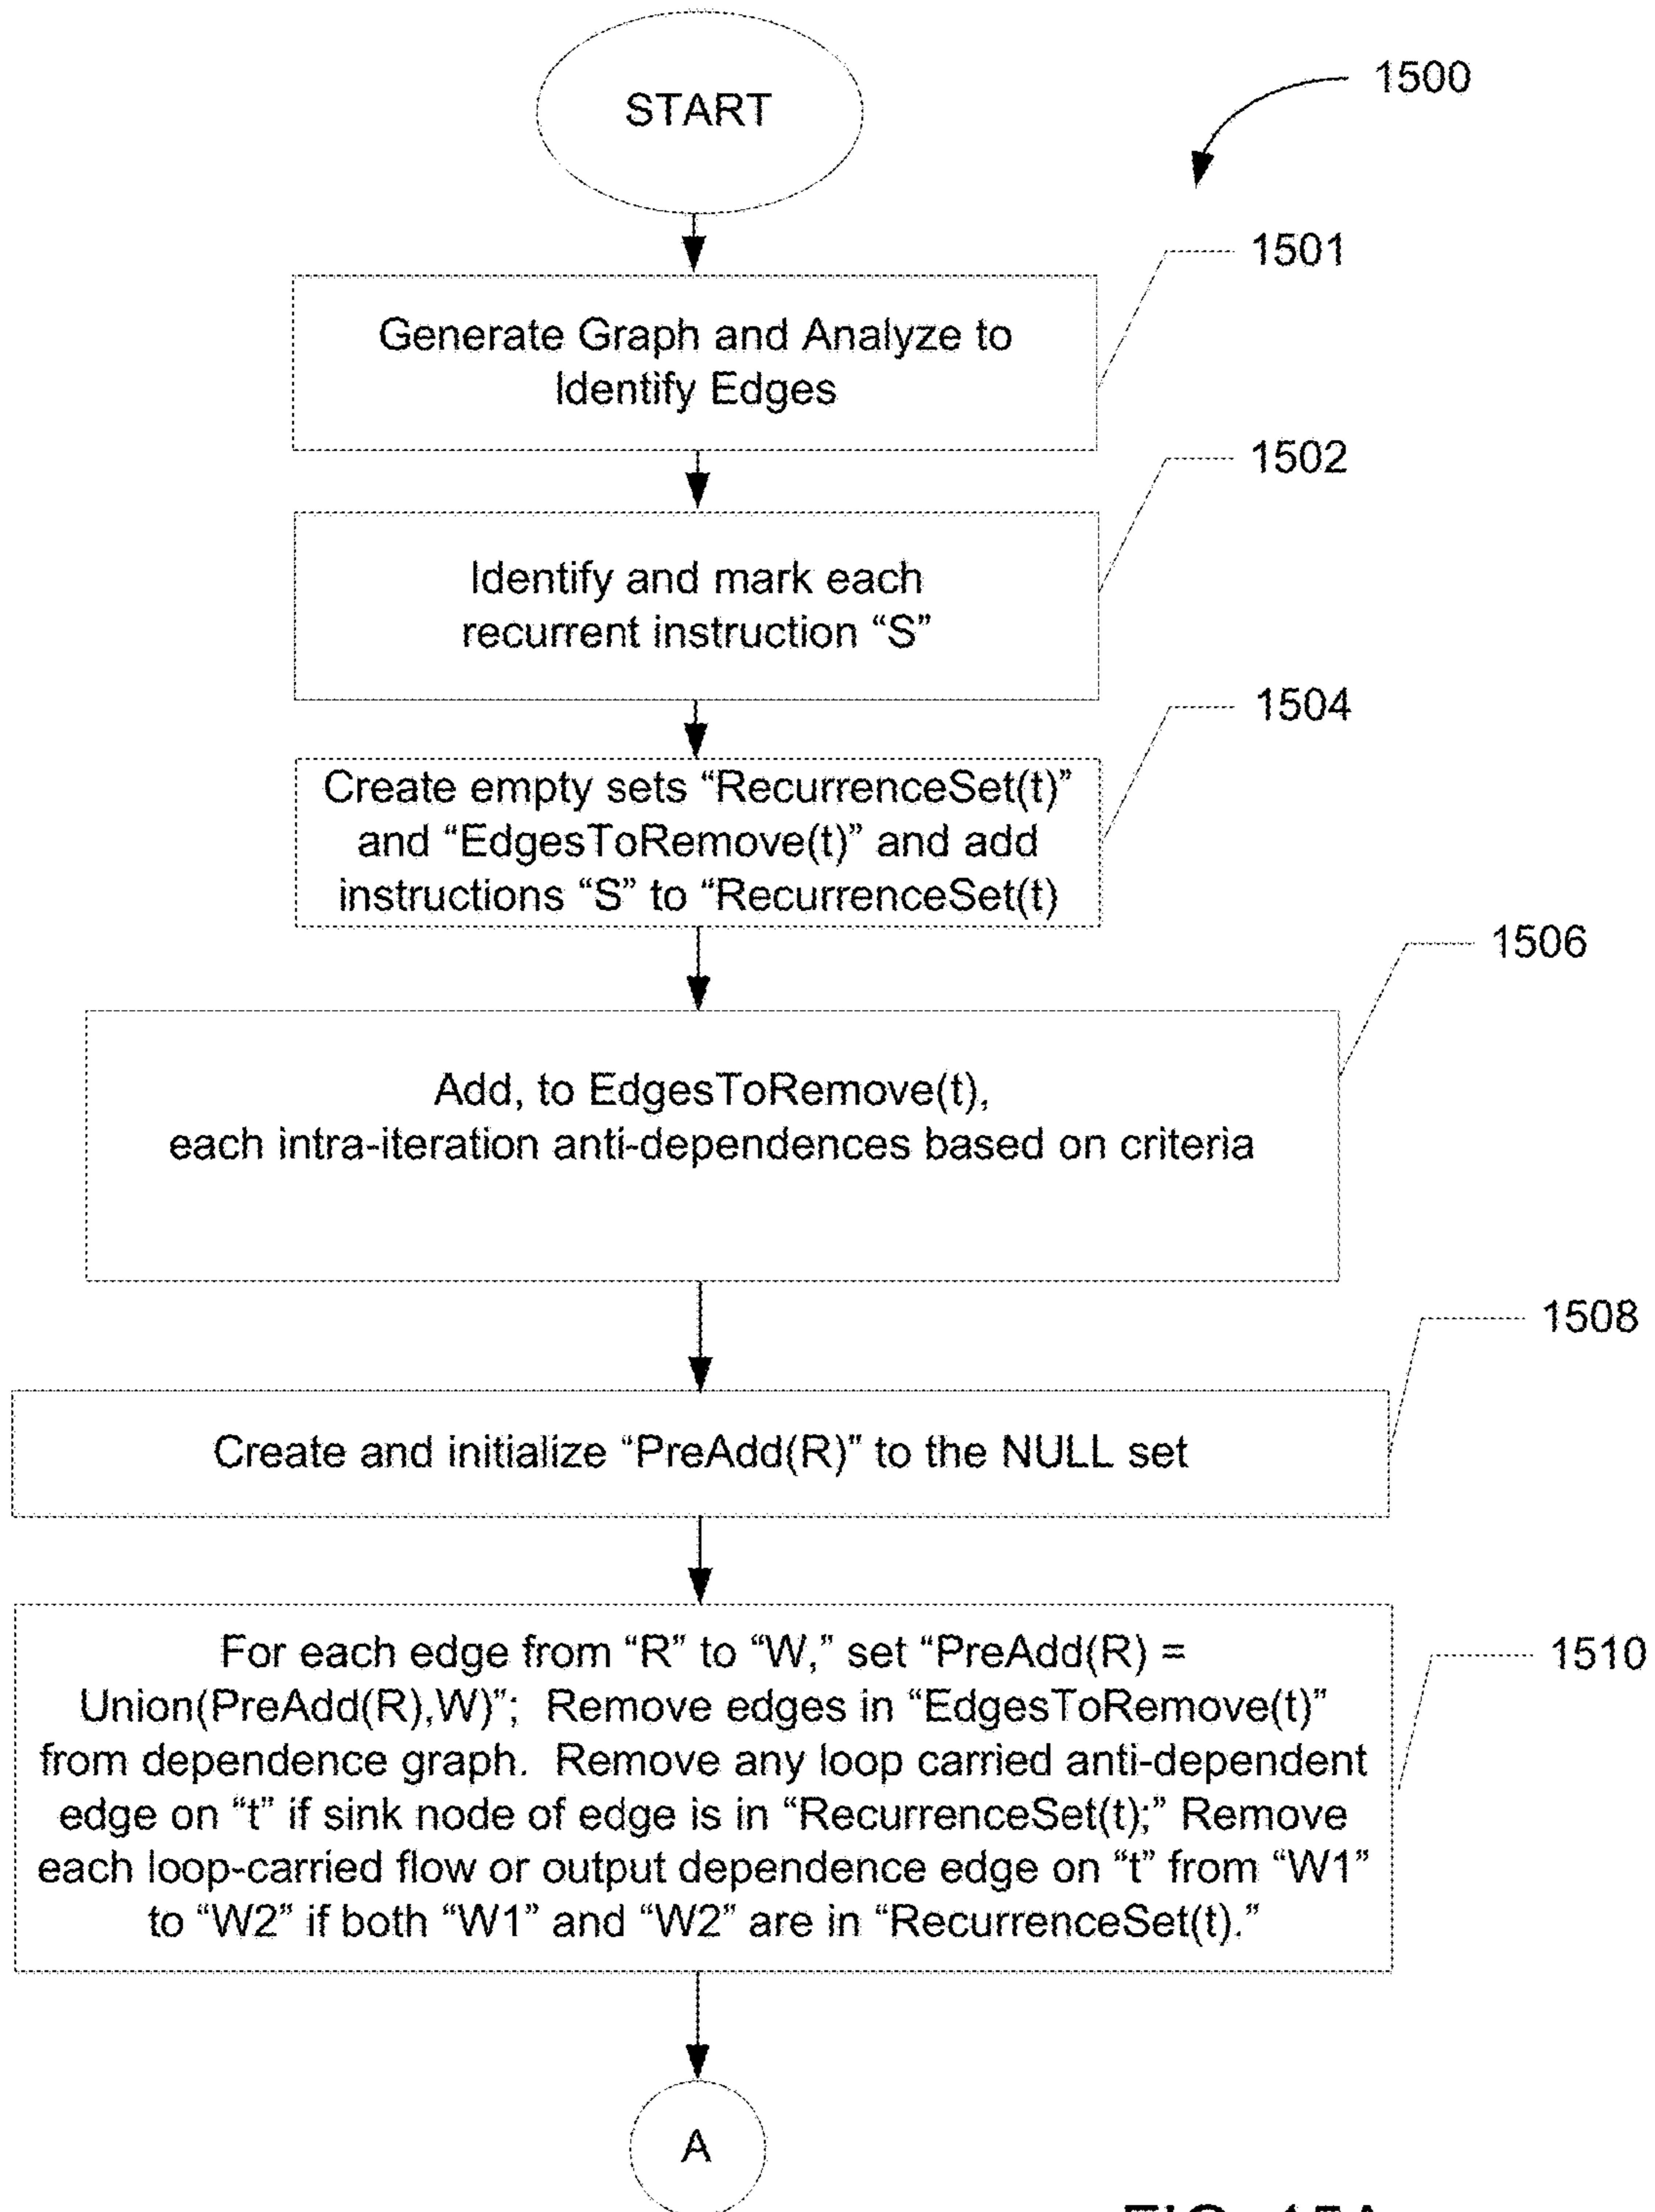 START
1500
1501
Generate Graph and Analyze to
Identify Edges
1502
Identify and mark each
recurrent instruction “S”
1504
Create empty sets “RecurrenceSet(t)”
and “EdgesToRemove(t)” and add
instructions “S” to “RecurrenceSet(t)
1506
Add, to EdgesToRemove(t),
each intra-iteration anti-dependences based on criteria
1508
Create and initialize “PreAdd(R)” to the NULL set
1510
For each edge from “R” to “W,” set “PreAdd(R) =
Union(PreAdd(R),W)”; Remove edges in “EdgesToRemove(t)”
from dependence graph. Remove any loop carried anti-dependent
edge on “t” if sink node of edge is in “RecurrenceSet(t);” Remove
each loop-carried flow or output dependence edge on “t” from “W1”
to “W2” if both “W1” and “W2” are in “RecurrenceSet(t).”
A